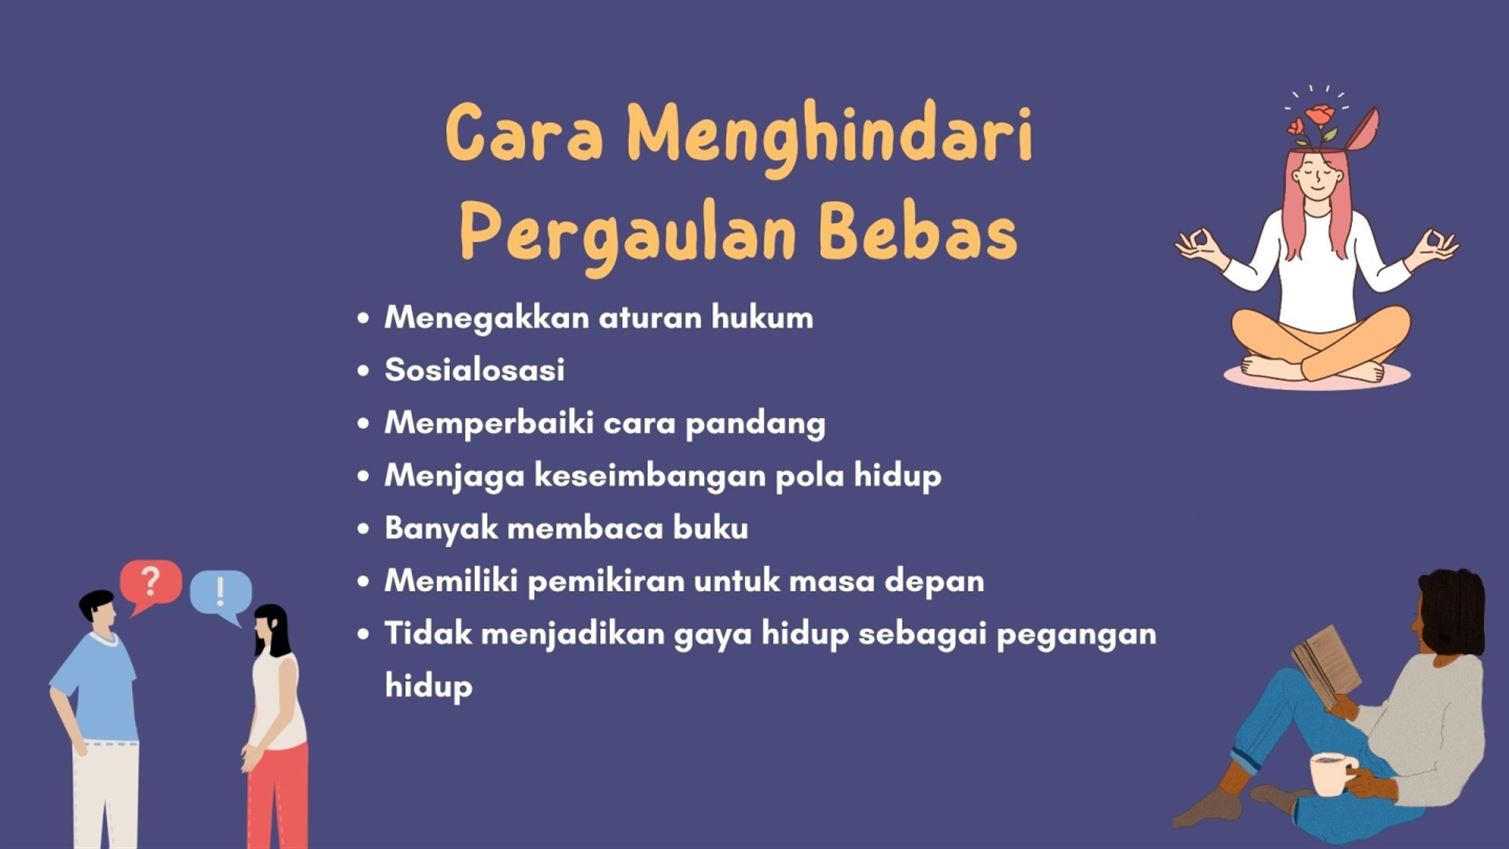 Cara Menghindari
Pergaulan Bebas
• Menegakkan aturan hukum
• Sosialosasi
• Memperbaiki cara pandang
• Menjaga keseimbangan pola hidup
• Banyak membaca buku
• Memiliki pemikiran untuk masa depan
• Tidak menjadikan gaya hidup sebagai pegangan
hidup
?
!